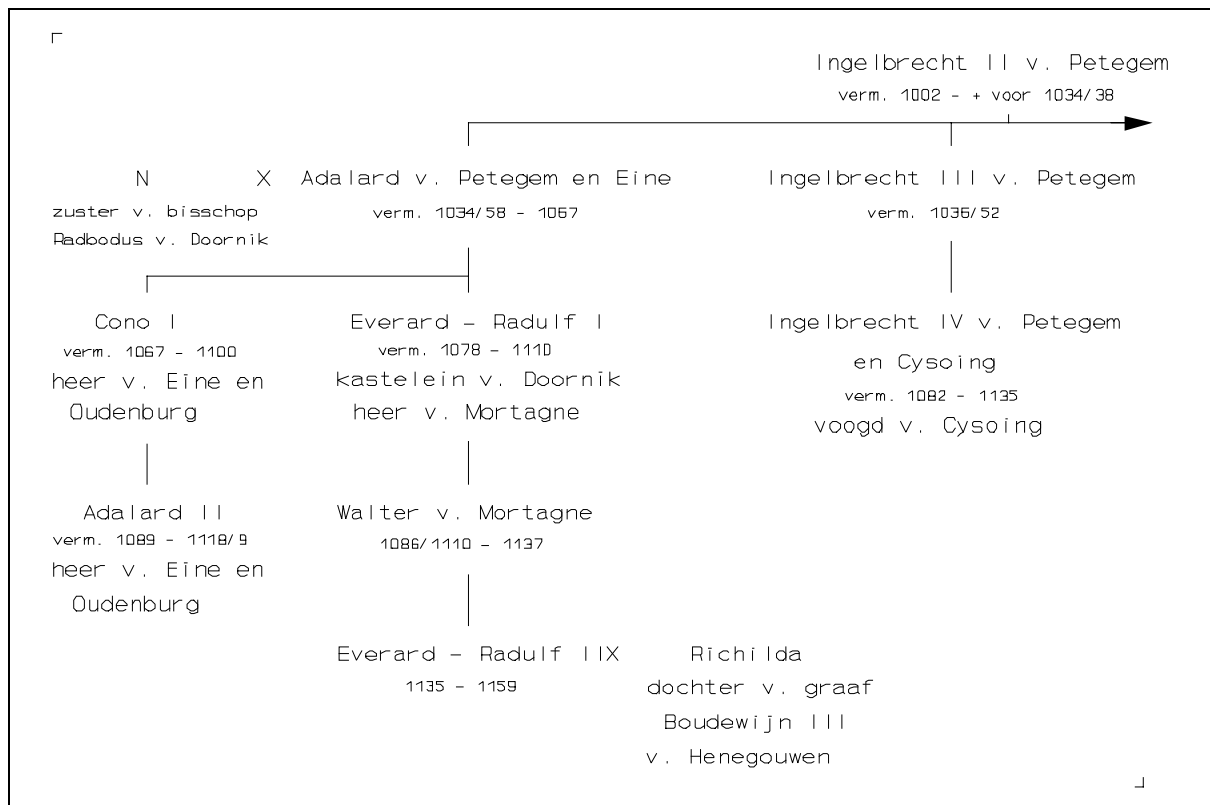 Ingelbrecht II v. Petegem
verm. 1002 - + voor 1034/38
N X Adalard v. Petegem en Eine Ingelbrecht III v. Petegem
zuster v. bisschop verm. 1034/58 - 1067 verm. 1036/52
Radbodus v. Doornik
Cono I Everard - Radulf I Ingelbrecht IV v. Petegem
verm. 1067 - 1100 verm. 1078 - 1110 en Cysoing
heer v. Eine en kastelein v. Doornik verm. 1082 - 1135
Oudenburg heer v. Mortagne voogd v. Cysoing
Adalard II Walter v. Mortagne
verm. 1089 - 1118/9 1086/1110 - 1137
heer v. Eine en
Oudenburg
Everard - Radulf II X Richilda
1135 - 1159 dochter v. graaf
Boudewijn III
v. Henegouwen